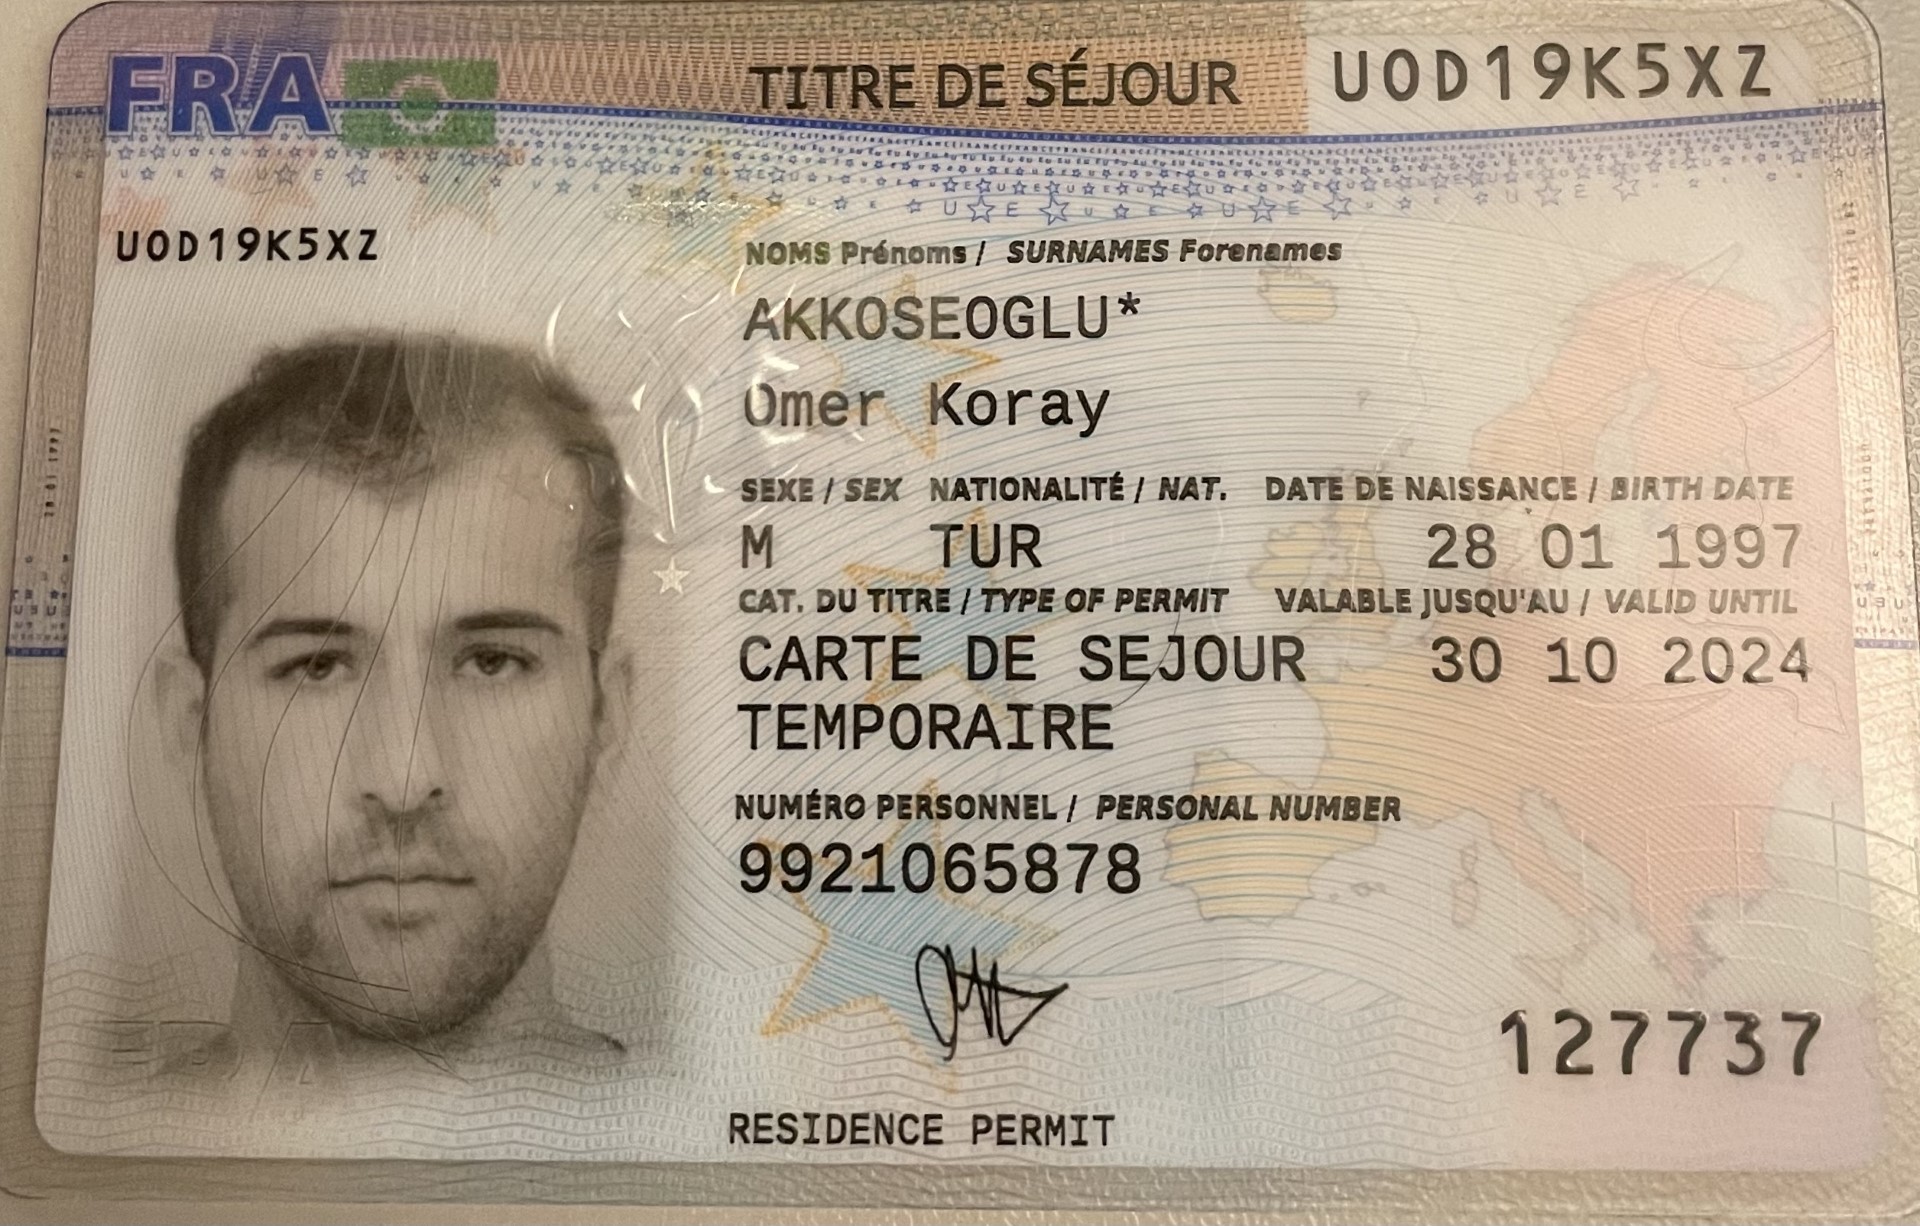 FRA TITRE DE SÉJOUR U0D19K5XZ
U0D19K5XZ
NOMS Prénoms / SURNAMES Forenames
AKKOSEOGLU*
Omer Koray
SEXE / SEX NATIONALITÉ / NAT. DATE DE NAISSANCE / BIRTH DATE
M TUR 28 01 1997
CAT. DU TITRE / TYPE OF PERMIT VALABLE JUSQU'AU / VALID UNTIL
CARTE DE SEJOUR 30 10 2024
TEMPORAIRE
NUMÉRO PERSONNEL / PERSONAL NUMBER
9921065878
127737
RESIDENCE PERMIT